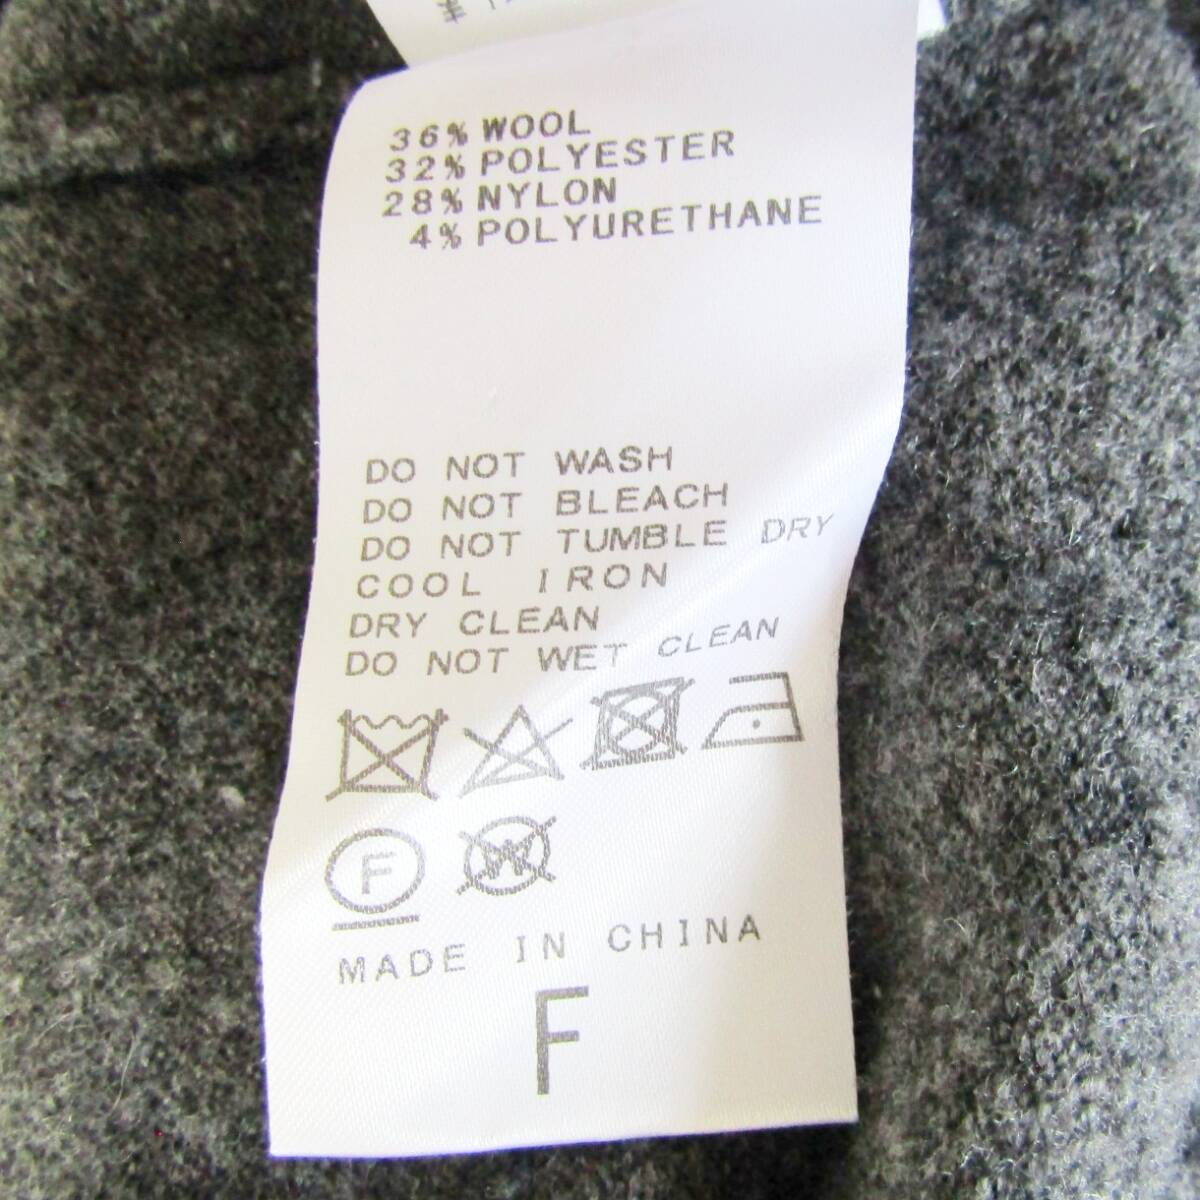 36% WOOL
32% POLYESTER
28% NYLON
4% POLYURETHANE
DO NOT WASH
DO NOT BLEACH
DO NOT TUMBLE DRY
COOL IRON
DRY CLEAN
DO NOT WET CLEAN
F W
MADE IN CHINA
F